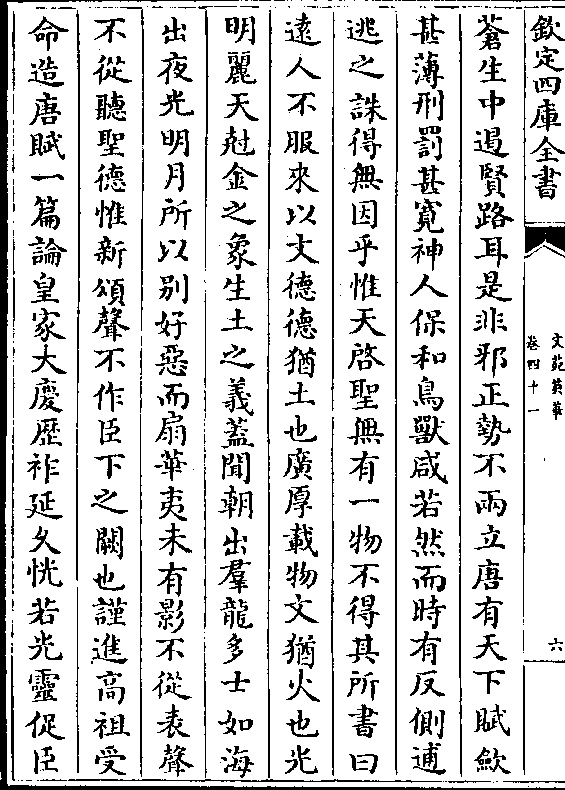 欽定四庫全書
文苑英華
卷四十一
六
蒼生中遏賢路耳是非邪正勢不兩立唐有天下賦歛
甚薄刑罰甚寛神人保和鳥獸咸若然而時有反側逋
逃之誅得無因乎惟天啓聖無有一物不得其所書曰
遠人不服來以文德德猶土也廣厚載物文猶火也光
明麗天尅金之象生土之義蓋聞朝出羣龍多士如海
出夜光明月所以别好惡而扇華夷未有影不從表聲
不從聽聖德惟新頌聲不作臣下之闕也謹進高祖受
命造唐賦一篇論皇家大慶歴祚延久恍若光靈促臣